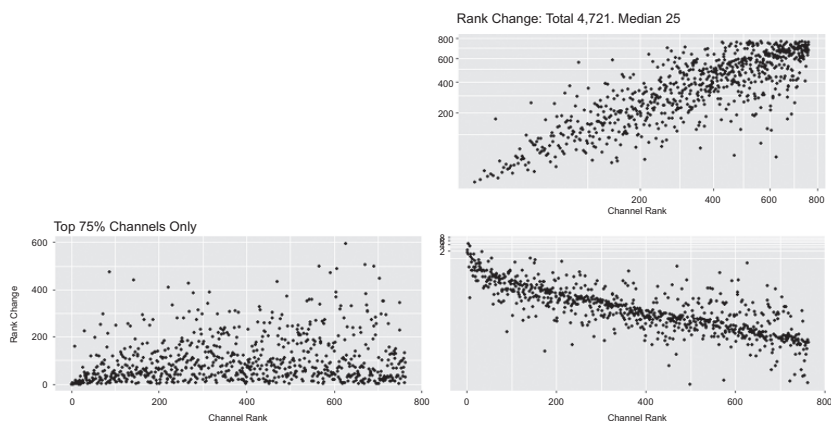 Rank Change: Total 4,721. Median 25
800
600
400
200
200 400 600 800
Channel Rank
Top 75% Channels Only
600
400
200
0
Rank Change
0 200 400 600 800
Channel Rank
8
2
0 200 400 600 800
Channel Rank